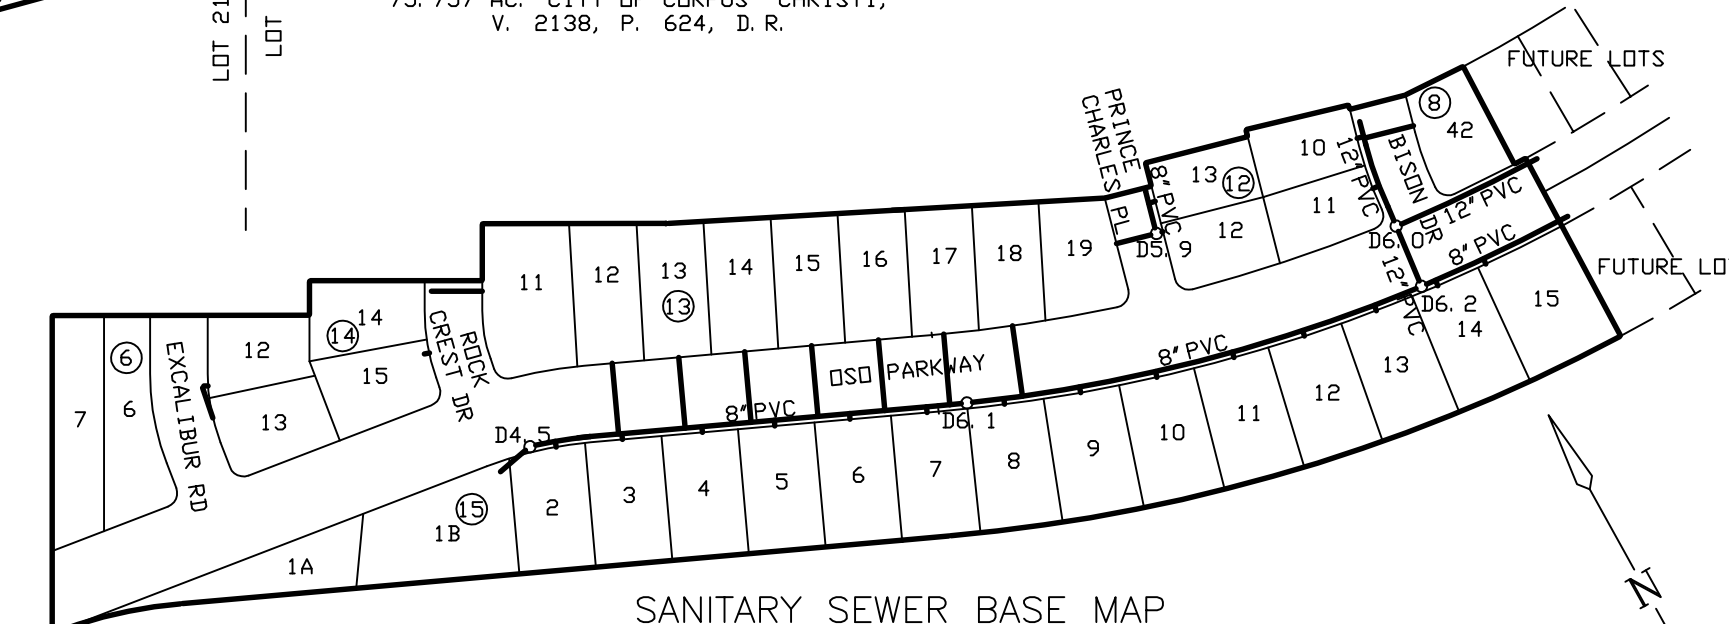 75.737 AC. CITY OF CORPUS CHRISTI,
V. 2138, P. 624, D.R.
LOT 21
LOT
FUTURE LOTS
PRINCE
CHARLES PL
8
42
BISON DR
10
12" PVC
13
12
8" PVC
12
11
12" PVC
D6.0
8" PVC
D5.9
12" PVC
D6.2
FUTURE LO
11
12
13
13
14
15
16
17
18
19
14
14
15
ROCK
CREST DR
6
7
6
EXCALIBUR RD
12
13
OSO PARKWAY
8" PVC
8" PVC
D4.5
D6.1
15
1B
1A
2
3
4
5
6
7
8
9
10
11
12
13
14
15
N
SANITARY SEWER BASE MAP